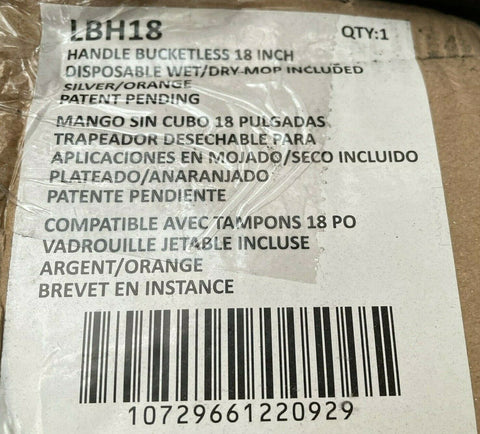 LBH18 QTY:1
HANDLE BUCKETLESS 18 INCH
DISPOSABLE WET/DRY MOP INCLUDED
SILVER/ORANGE
PATENT PENDING
MANGO SIN CUBO 18 PULGADAS
TRAPEADOR DESECHABLE PARA
APLICACIONES EN MOJADO/SECO INCLUIDO
PLATEADO/ANARANJADO
PATENTE PENDIENTE
COMPATIBLE AVEC TAMPONS 18 PO
VADROUILLE JETABLE INCLUSE
ARGENT/ORANGE
BREVET EN INSTANCE
10729661220929